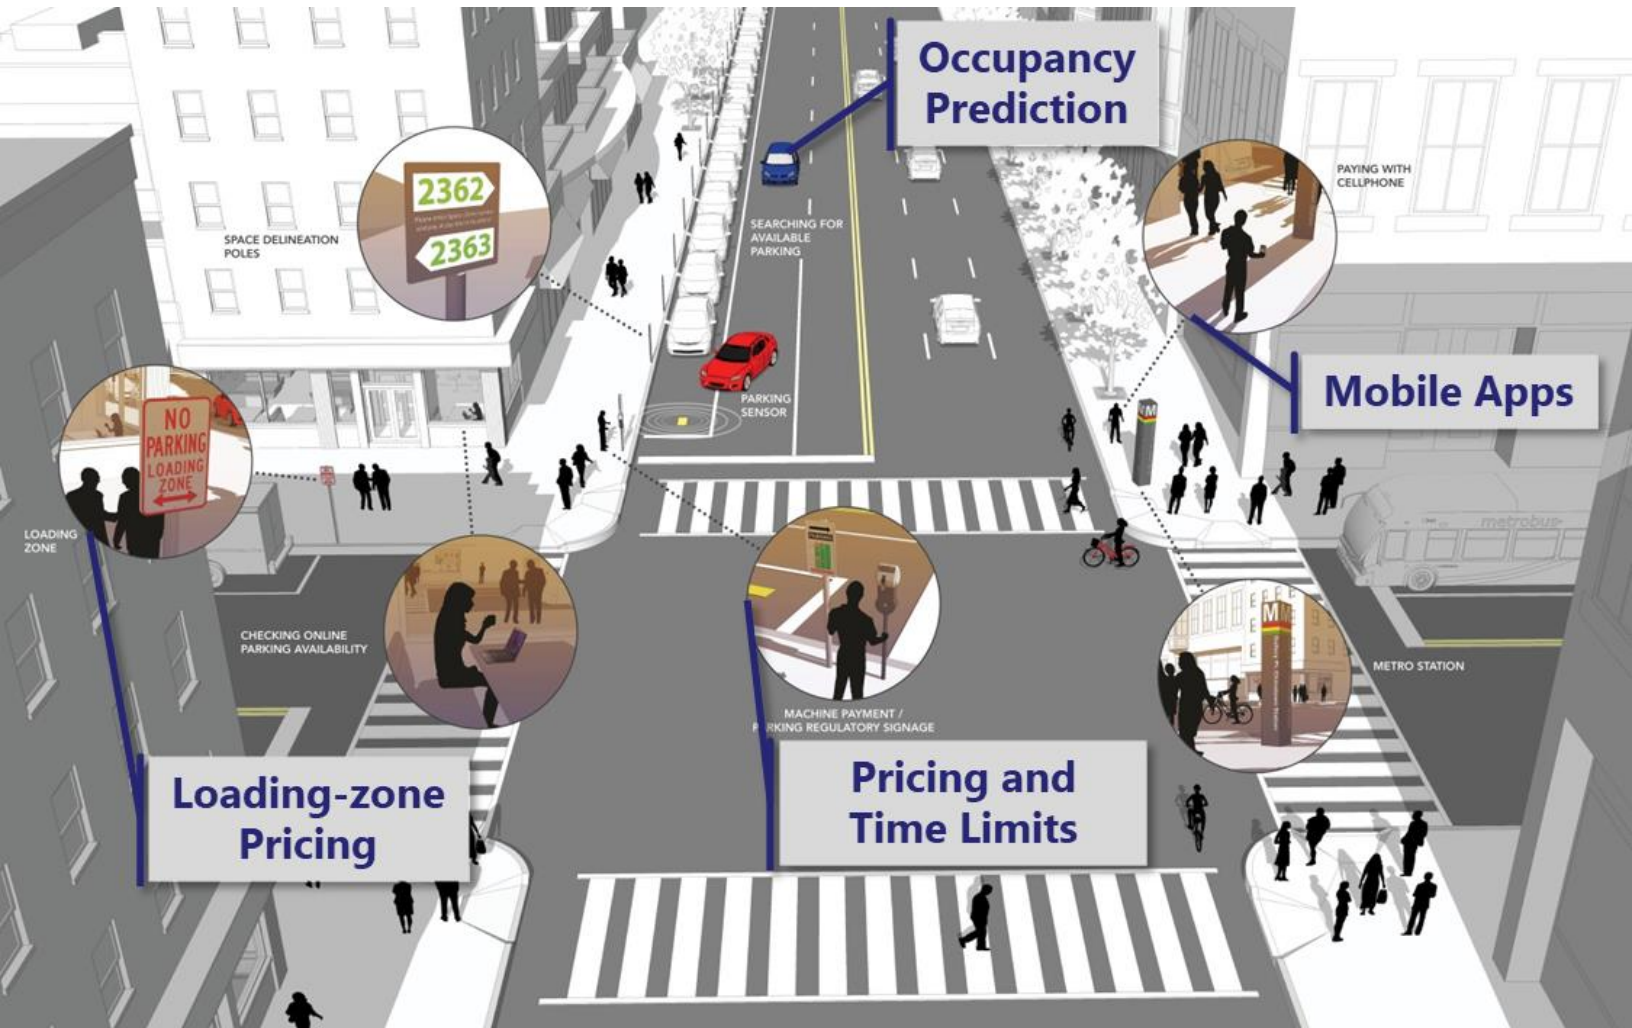 Occupancy
Prediction
PAYING WITH
CELLPHONE
2362
2363
SPACE DELINEATION
POLES
SEARCHING FOR
AVAILABLE
PARKING
Mobile Apps
PARKING
SENSOR
M
NO
PARKING
LOADING
ZONE
LOADING
ZONE
metrobus
CHECKING ONLINE
PARKING AVAILABILITY
M
METRO STATION
MACHINE PAYMENT /
PARKING REGULATORY SIGNAGE
Loading-zone
Pricing
Pricing and
Time Limits